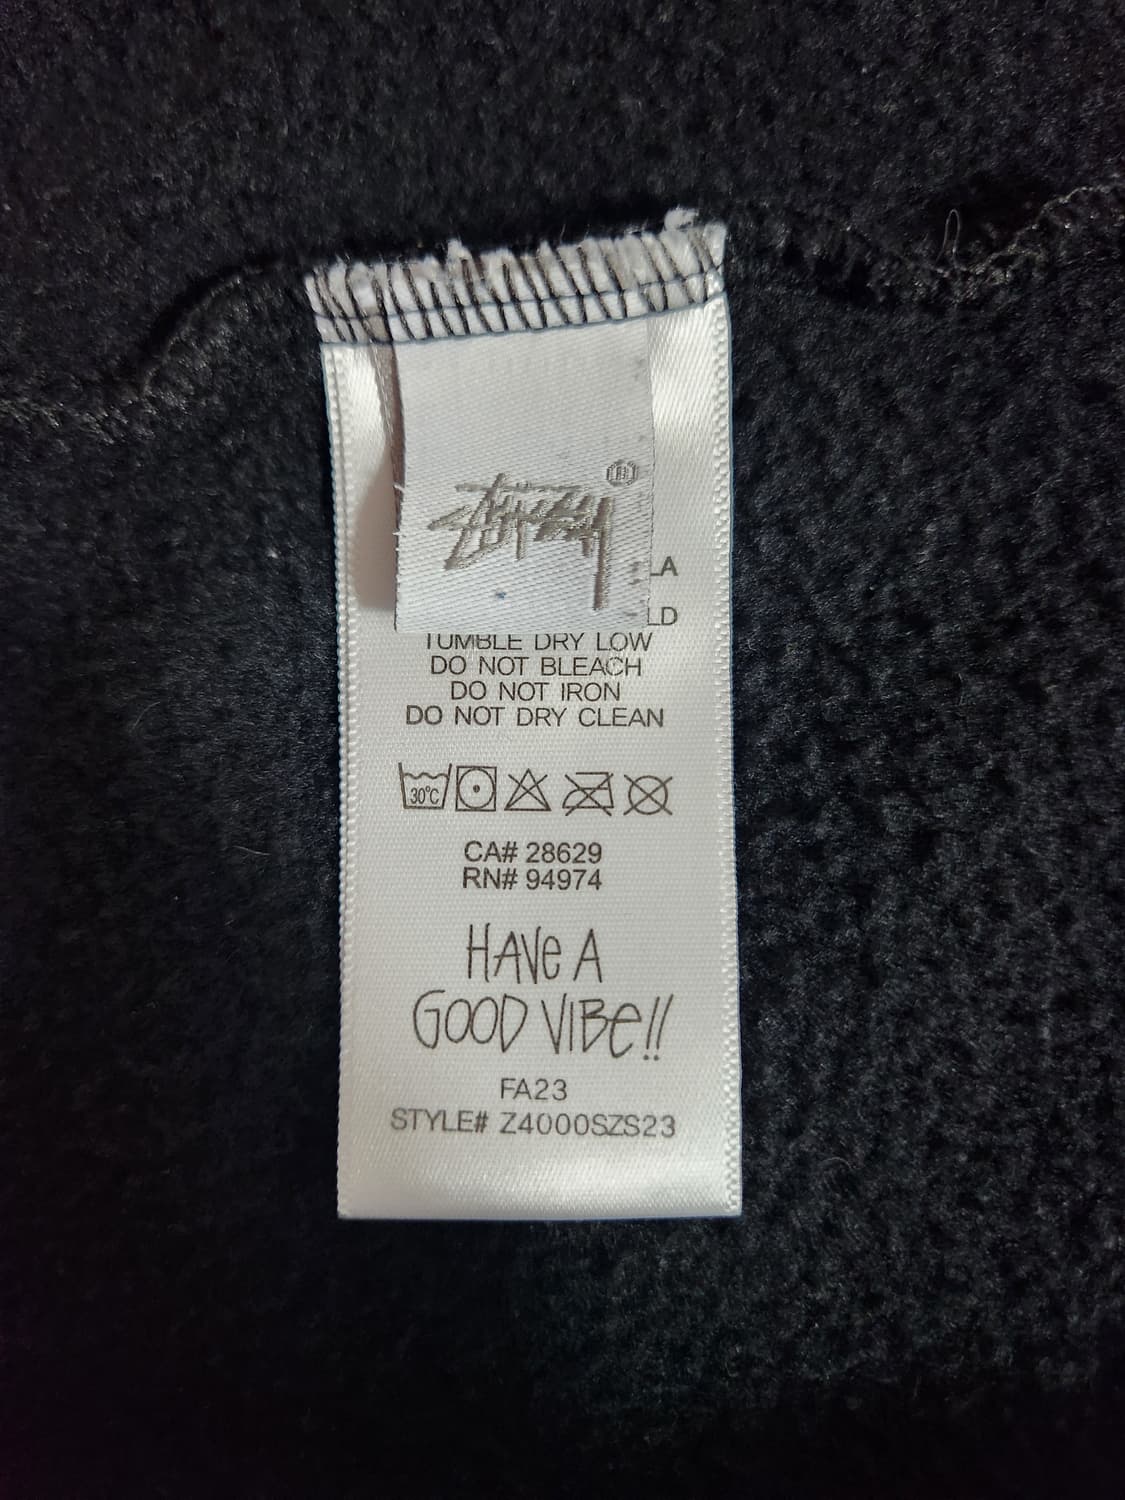 STÜSSY®
LA
LD
TUMBLE DRY LOW
DO NOT BLEACH
DO NOT IRON
DO NOT DRY CLEAN
30°C
CA# 28629
RN# 94974
HAVE A
GOOD VIBE!!
FA23
STYLE# Z4000SZS23